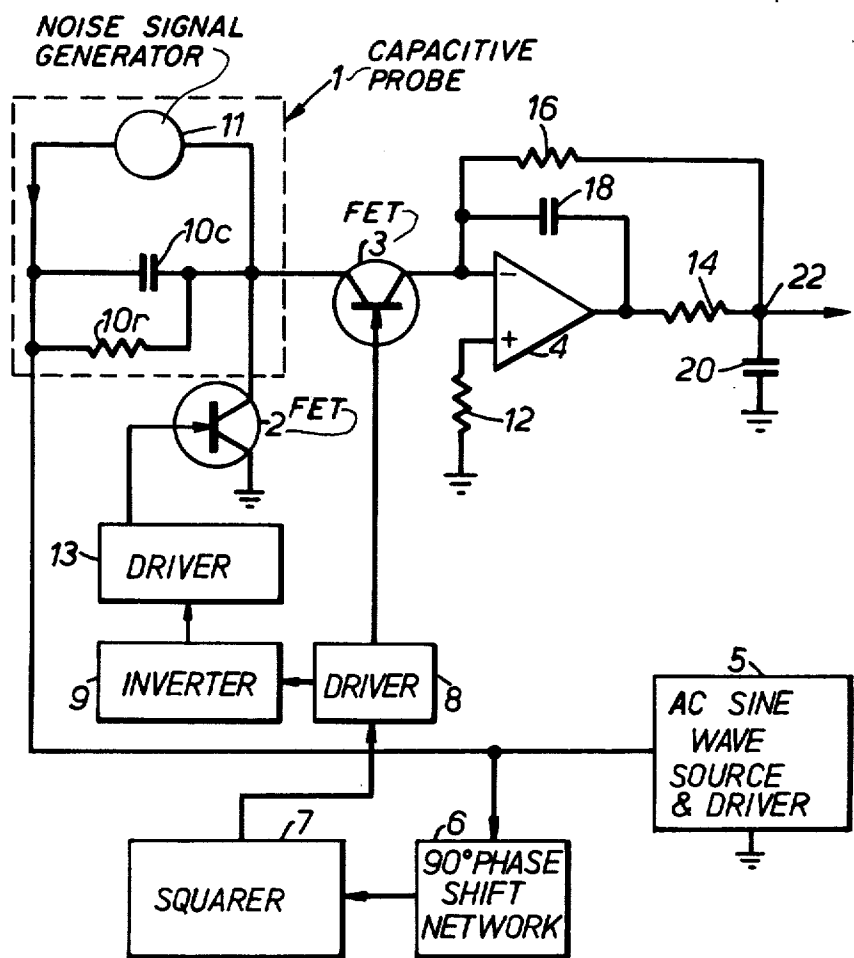 NOISE SIGNAL
GENERATOR
1
CAPACITIVE
PROBE
11
16
18
10c
FET
3
10r
14
22
−
+
4
20
2
FET
12
13
DRIVER
9
INVERTER
DRIVER
8
5
AC SINE
WAVE
SOURCE
& DRIVER
7
SQUARER
6
90° PHASE
SHIFT
NETWORK